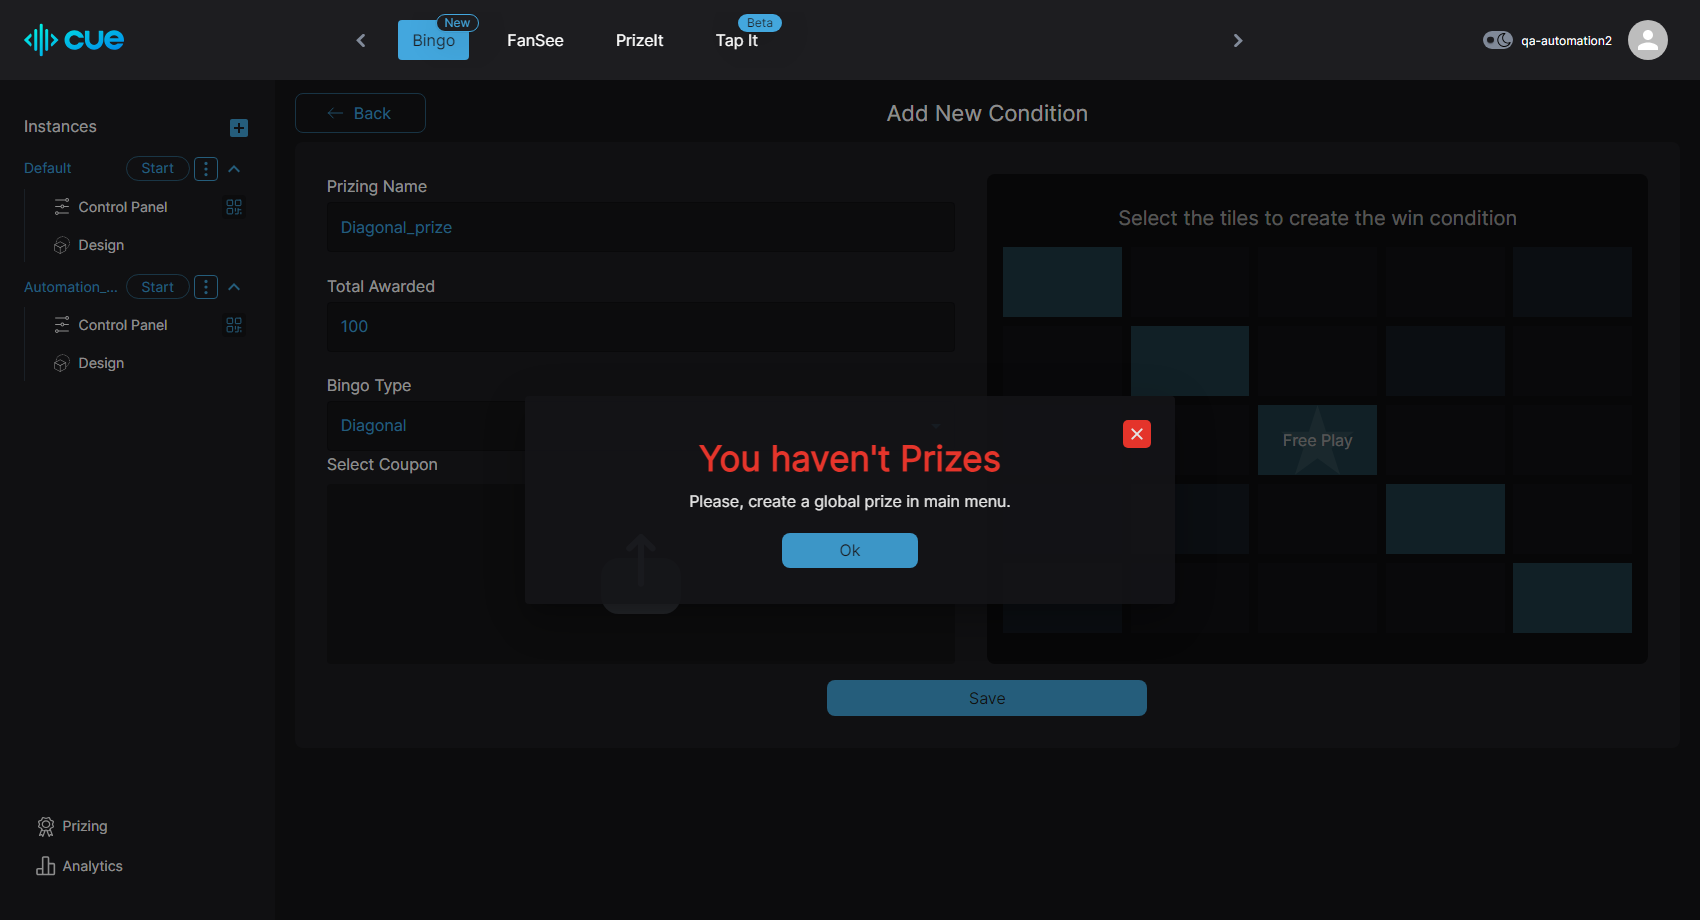 cue
Bingo
New
FanSee
PrizeIt
Tap It
Beta
qa-automation2
Instances
Default
Start
Control Panel
Design
Automation_...
Start
Control Panel
Design
Prizing
Analytics
Back
Add New Condition
Prizing Name
Diagonal_prize
Total Awarded
100
Bingo Type
Diagonal
Select Coupon
Select the tiles to create the win condition
Free Play
You haven't Prizes
Please, create a global prize in main menu.
Ok
Save